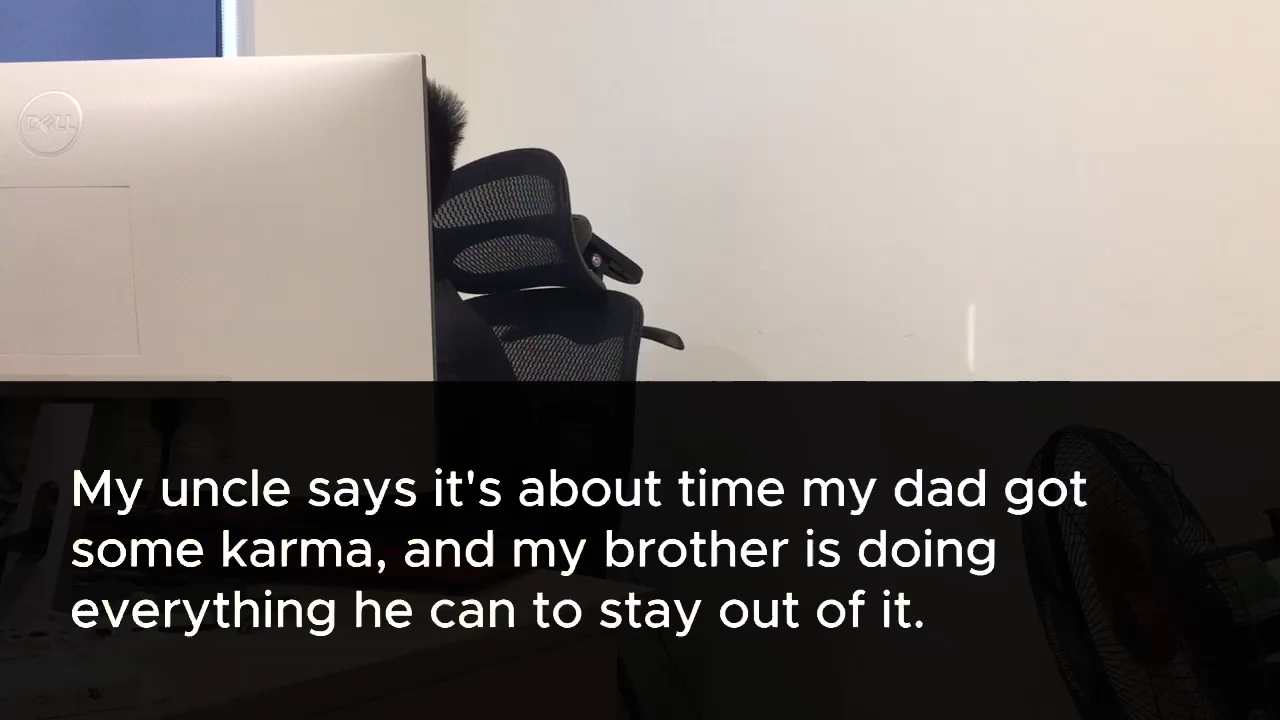 DELL
My uncle says it's about time my dad got
some karma, and my brother is doing
everything he can to stay out of it.